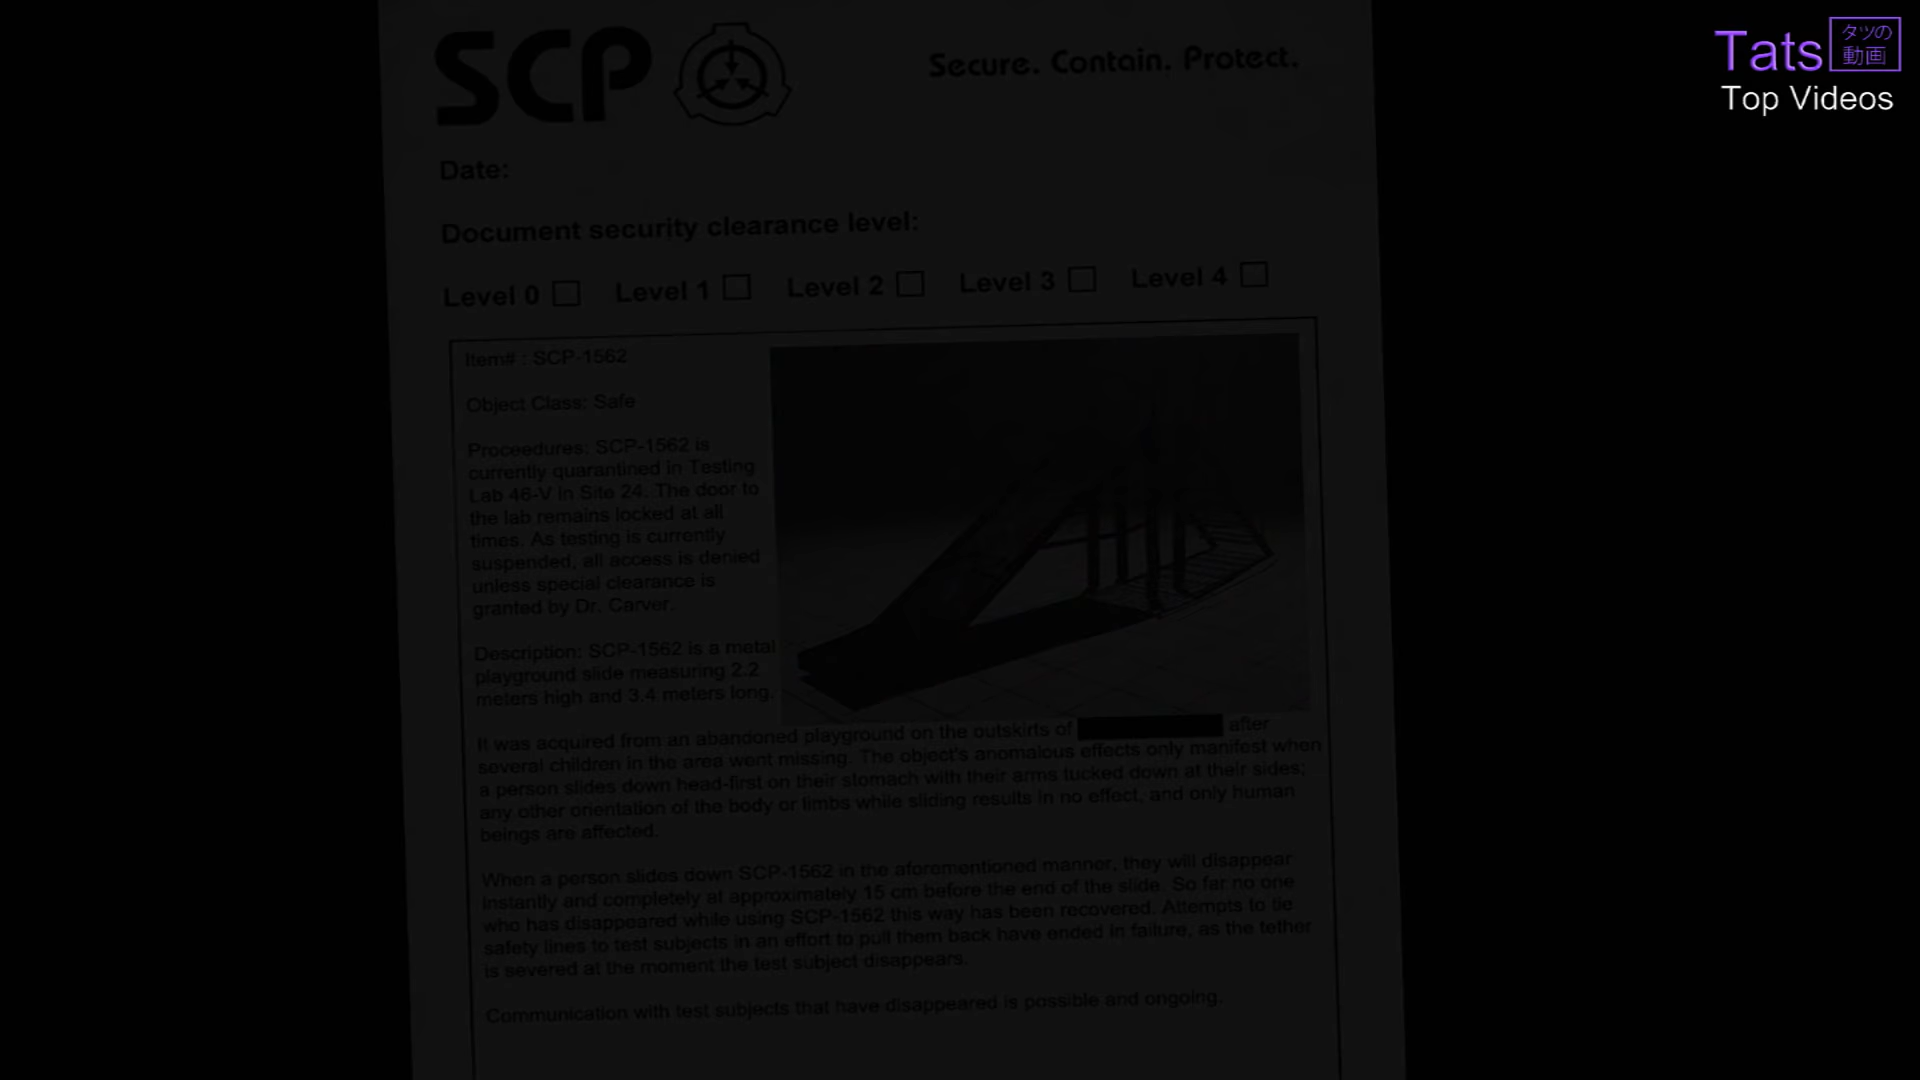 SCP
Secure. Contain. Protect.
Tats タツの動画
Top Videos
Date:
Document security clearance level:
Level 0 Level 1 Level 2 Level 3 Level 4
Item# : SCP-1562
Object Class: Safe
Proceedures: SCP-1562 is
currently quarantined in Testing
Lab 46-V in Site 24. The door to
the lab remains locked at all
times. As testing is currently
suspended, all access is denied
unless special clearance is
granted by Dr. Carver.
Description: SCP-1562 is a metal
playground slide measuring 2.2
meters high and 3.4 meters long.
It was acquired from an abandoned playground on the outskirts of after
several children in the area went missing. The object's anomalous effects only manifest when
a person slides down head-first on their stomach with their arms tucked down at their sides;
any other orientation of the body or limbs while sliding results in no effect, and only human
beings are affected.
When a person slides down SCP-1562 in the aforementioned manner, they will disappear
instantly and completely at approximately 15 cm before the end of the slide. So far no one
who has disappeared while using SCP-1562 this way has been recovered. Attempts to tie
safety lines to test subjects in an effort to pull them back have ended in failure, as the tether
is severed at the moment the test subject disappears.
Communication with test subjects that have disappeared is possible and ongoing.